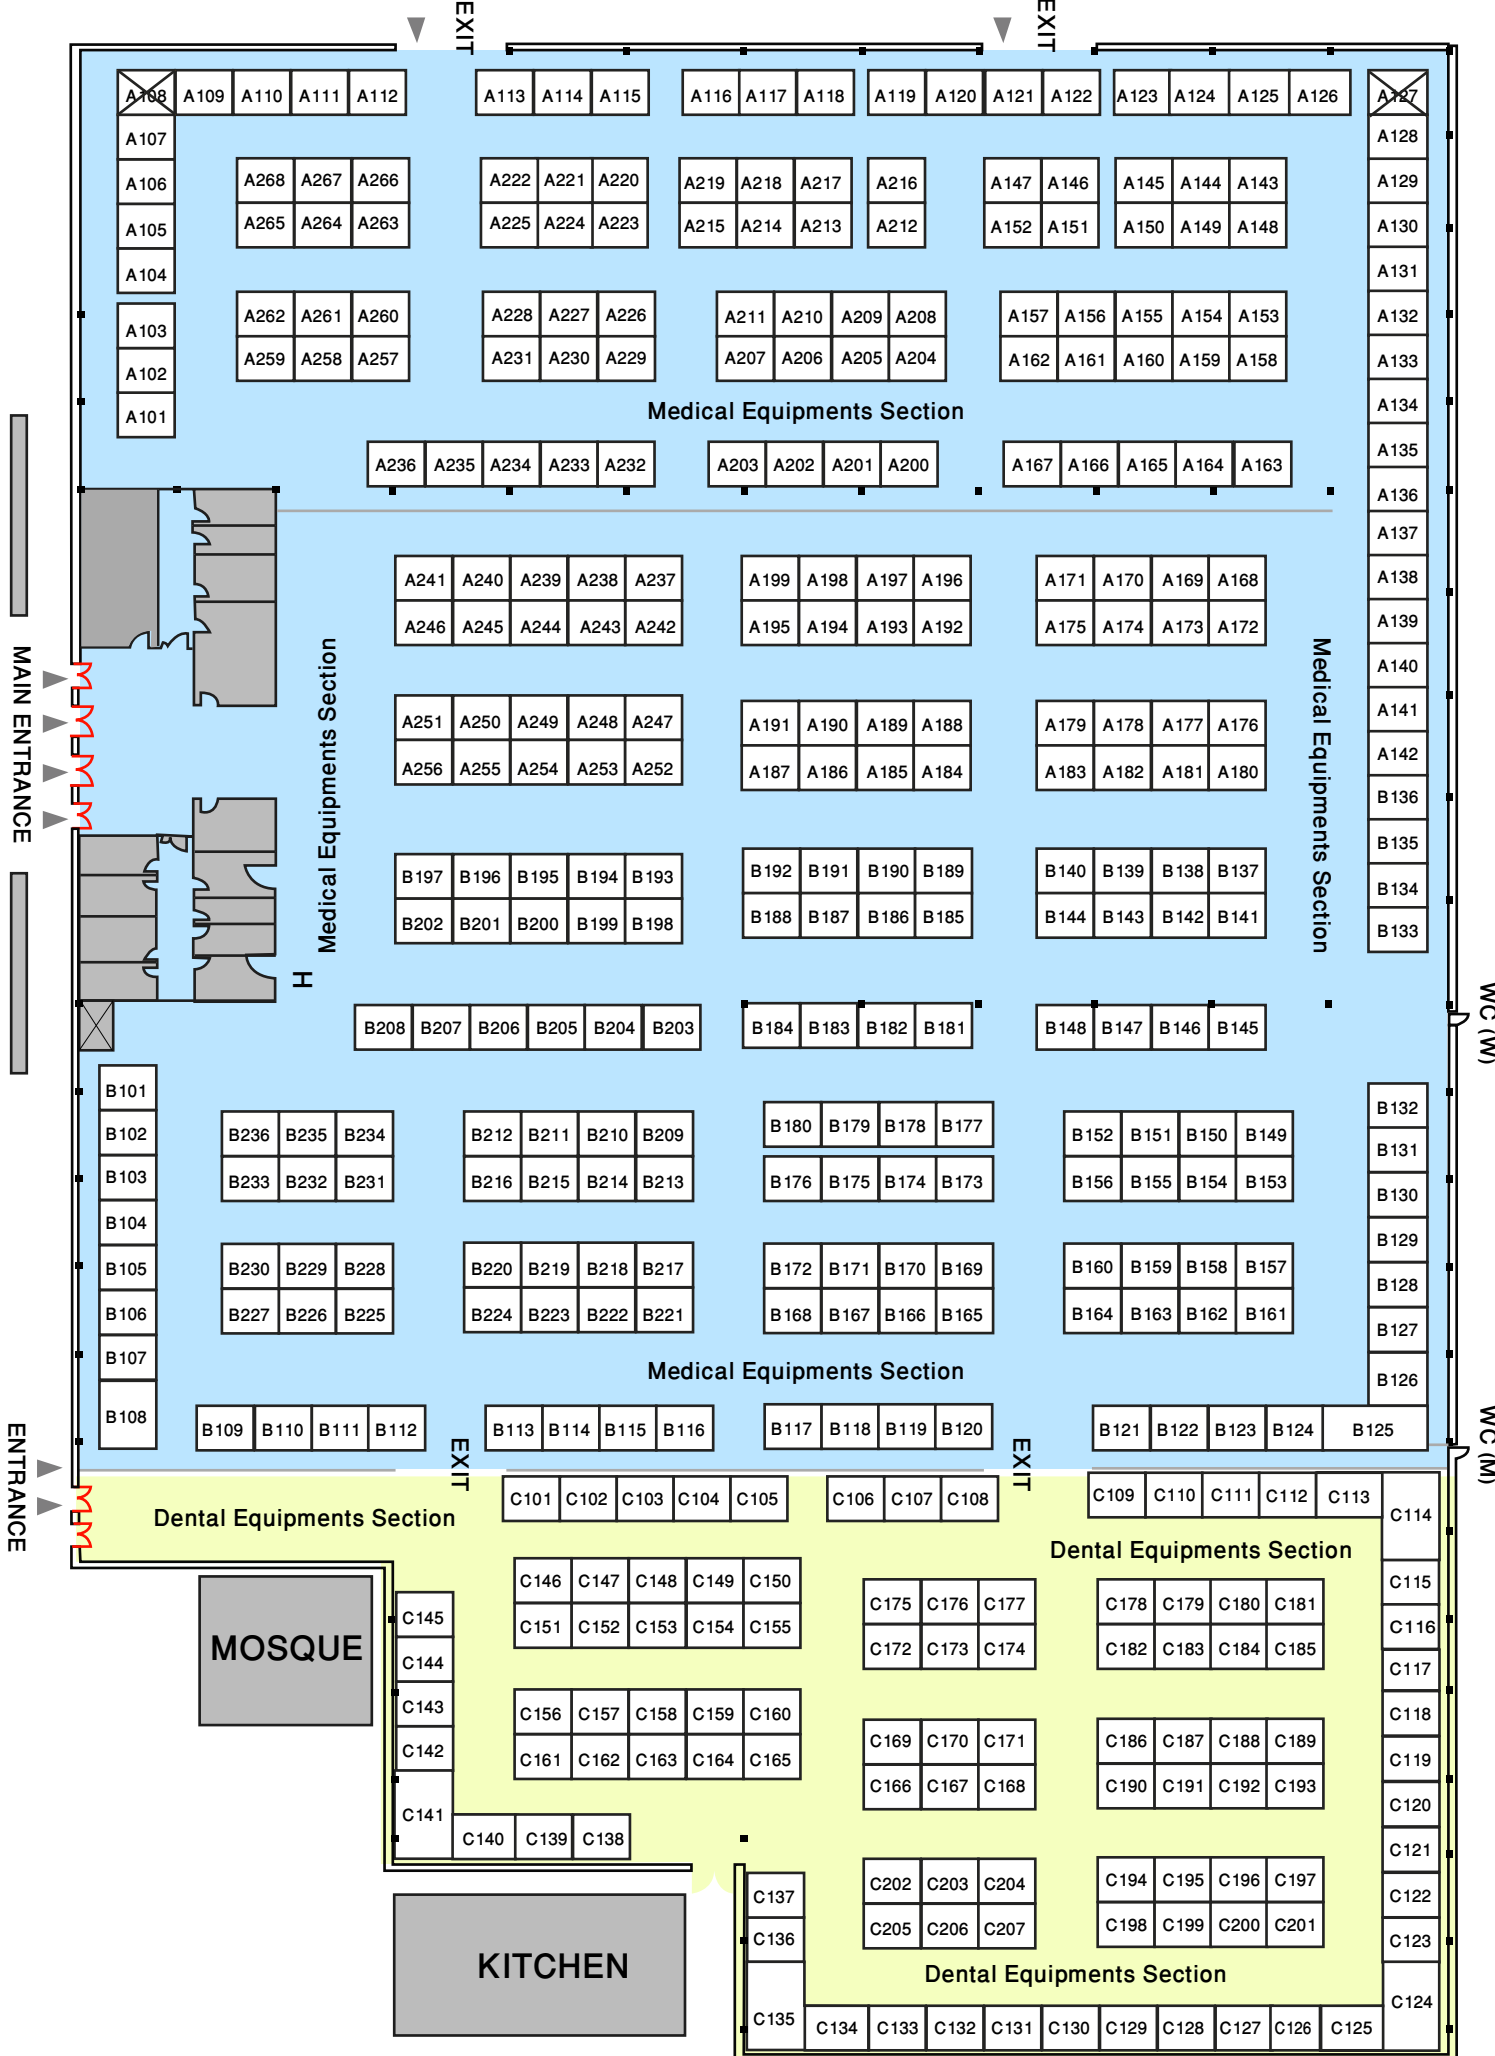 EXIT
EXIT
A108 A109 A110 A111 A112 A113 A114 A115 A116 A117 A118 A119 A120 A121 A122 A123 A124 A125 A126 A127
A107 A128
A268 A267 A266 A222 A221 A220 A219 A218 A217 A216 A147 A146 A145 A144 A143
A106 A129
A265 A264 A263 A225 A224 A223 A215 A214 A213 A212 A152 A151 A150 A149 A148
A105 A130
A104 A131
A262 A261 A260 A228 A227 A226 A211 A210 A209 A208 A157 A156 A155 A154 A153
A103 A132
A259 A258 A257 A231 A230 A229 A207 A206 A205 A204 A162 A161 A160 A159 A158
A102 A133
Medical Equipments Section
A101 A134
A236 A235 A234 A233 A232 A203 A202 A201 A200 A167 A166 A165 A164 A163
A135
A136
A137
A241 A240 A239 A238 A237 A199 A198 A197 A196 A171 A170 A169 A168
A138
A246 A245 A244 A243 A242 A195 A194 A193 A192 A175 A174 A173 A172
A139
A140
MAIN ENTRANCE
Medical Equipments Section
Medical Equipments Section
A251 A250 A249 A248 A247 A191 A190 A189 A188 A179 A178 A177 A176
A141
A256 A255 A254 A253 A252 A187 A186 A185 A184 A183 A182 A181 A180
A142
B136
B135
B197 B196 B195 B194 B193 B192 B191 B190 B189 B140 B139 B138 B137
B134
B202 B201 B200 B199 B198 B188 B187 B186 B185 B144 B143 B142 B141
B133
H
WC (W)
B208 B207 B206 B205 B204 B203 B184 B183 B182 B181 B148 B147 B146 B145
B101 B132
B236 B235 B234 B212 B211 B210 B209 B180 B179 B178 B177 B152 B151 B150 B149
B102 B131
B233 B232 B231 B216 B215 B214 B213 B176 B175 B174 B173 B156 B155 B154 B153
B103 B130
B104 B129
B230 B229 B228 B220 B219 B218 B217 B172 B171 B170 B169 B160 B159 B158 B157
B105 B128
B227 B226 B225 B224 B223 B222 B221 B168 B167 B166 B165 B164 B163 B162 B161
B106 B127
B107 B126
Medical Equipments Section
B108 B109 B110 B111 B112 B113 B114 B115 B116 B117 B118 B119 B120 B121 B122 B123 B124 B125
WC (M)
EXIT
EXIT
ENTRANCE
C101 C102 C103 C104 C105 C106 C107 C108 C109 C110 C111 C112 C113 C114
Dental Equipments Section
Dental Equipments Section
C146 C147 C148 C149 C150 C175 C176 C177 C178 C179 C180 C181 C115
C145 C151 C152 C153 C154 C155 C172 C173 C174 C182 C183 C184 C185 C116
MOSQUE
C144 C117
C143 C156 C157 C158 C159 C160 C169 C170 C171 C186 C187 C188 C189 C118
C142 C161 C162 C163 C164 C165 C166 C167 C168 C190 C191 C192 C193 C119
C141 C120
C140 C139 C138 C121
C137 C202 C203 C204 C194 C195 C196 C197 C122
C136 C205 C206 C207 C198 C199 C200 C201 C123
KITCHEN
Dental Equipments Section
C124
C135 C134 C133 C132 C131 C130 C129 C128 C127 C126 C125